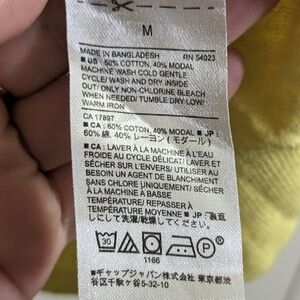 M
MADE IN BANGLADESH RN 54023
■ US: 60% COTTON, 40% MODAL
MACHINE WASH COLD GENTLE
CYCLE/ WASH AND DRY INSIDE
OUT/ ONLY NON-CHLORINE BLEACH
WHEN NEEDED/ TUMBLE DRY LOW/
WARM IRON
CA 17897
■ CA: 60% COTON, 40% MODAL ■ JP:
60% 綿, 40% レーヨン (モダール)
■ CA: LAVER À LA MACHINE À L'EAU
FROIDE AU CYCLE DÉLICAT/ LAVER ET
SÉCHER SUR L'ENVERS/ UTILISER AU
BESOIN UN AGENT DE BLANCHIMENT
SANS CHLORE UNIQUEMENT/ SÉCHER
À LA MACHINE À BASSE
TEMPÉRATURE/ REPASSER À
TEMPÉRATURE MOYENNE ■ JP: 裏返
しにして洗濯/乾燥してください。
30 P
1166
■ギャップジャパン株式会社 東京都渋
谷区千駄ヶ谷5-32-10